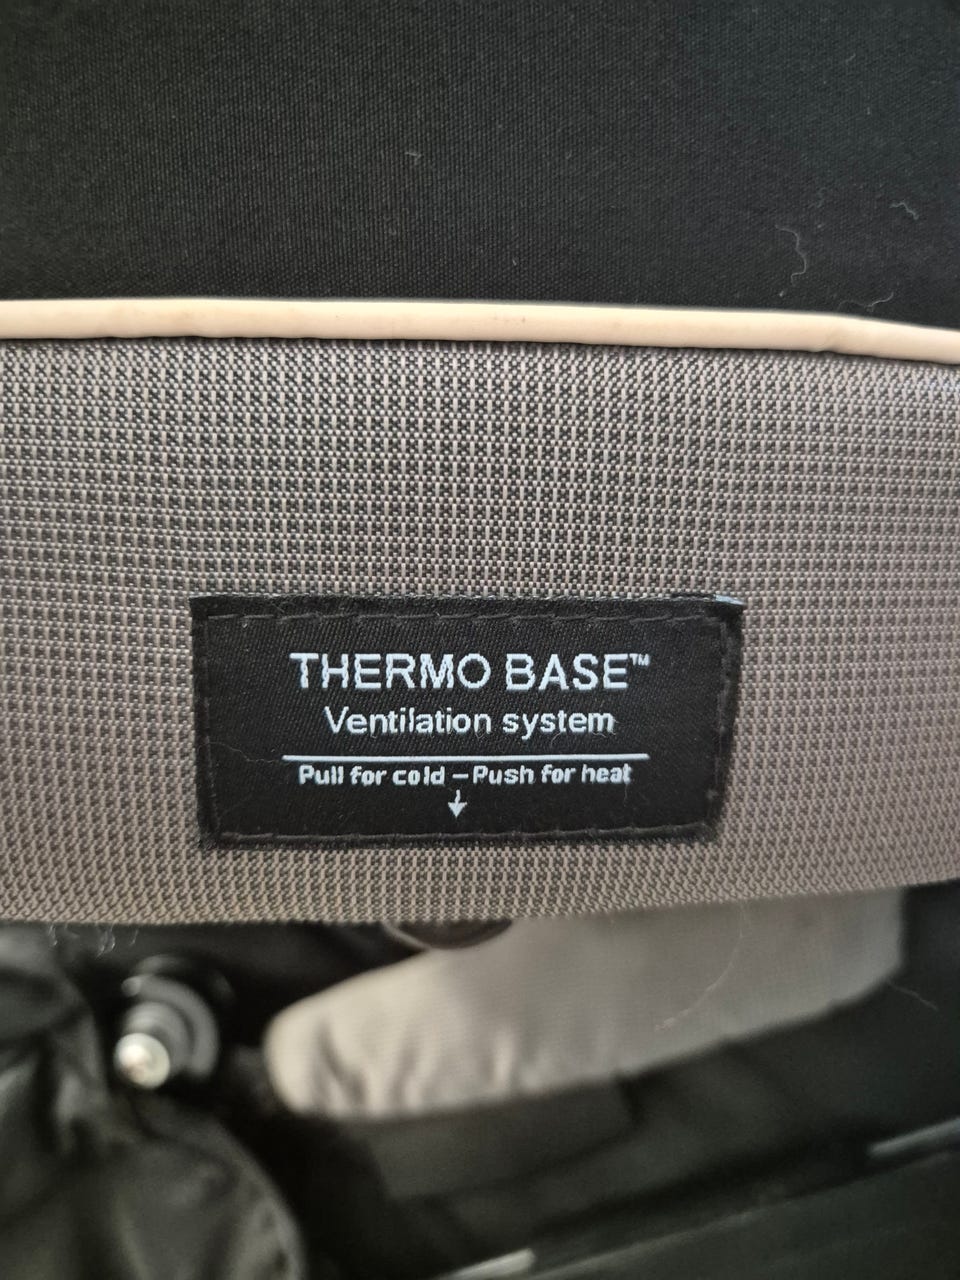 THERMO BASE™
Ventilation system
Pull for cold – Push for heat